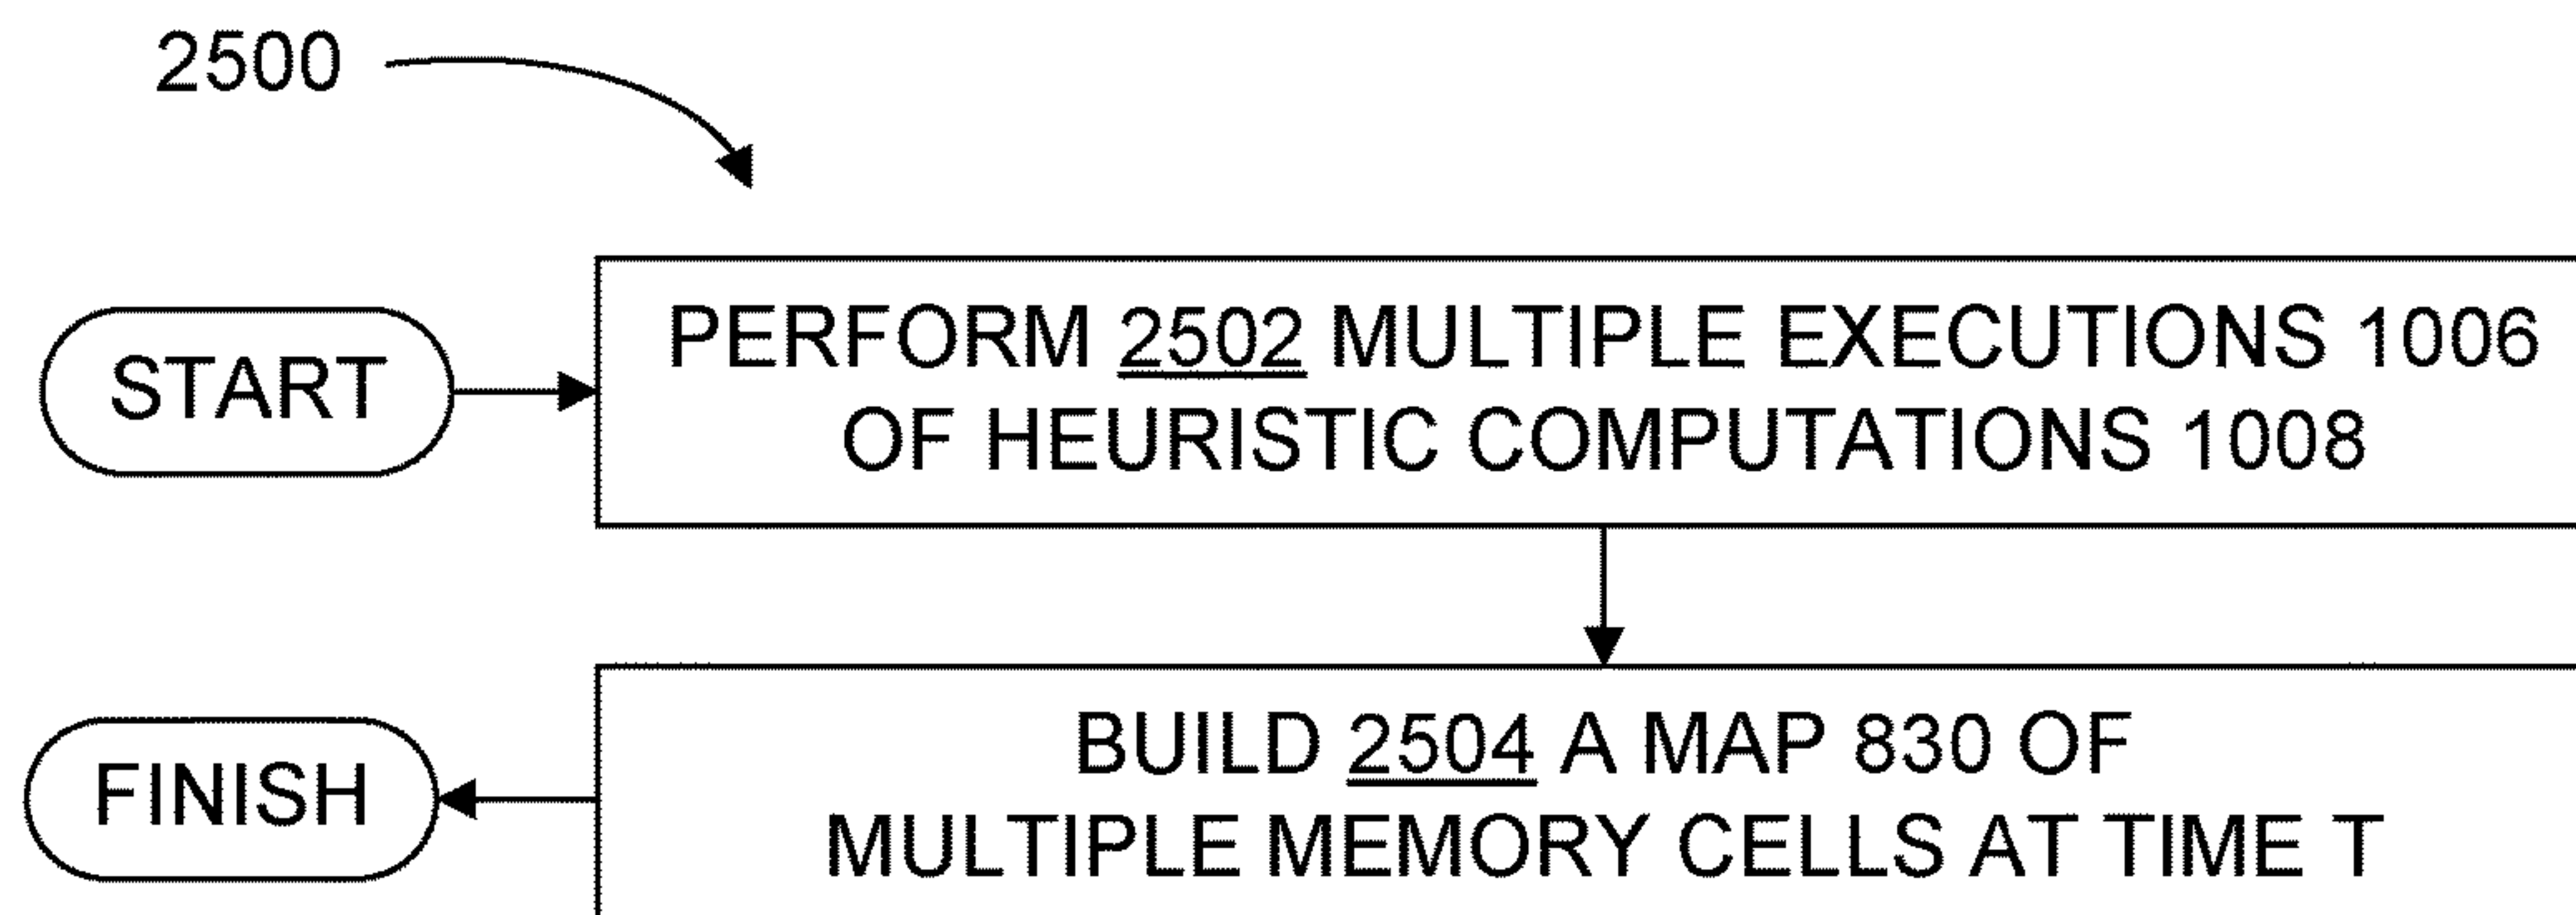 2500
START
PERFORM 2502 MULTIPLE EXECUTIONS 1006
OF HEURISTIC COMPUTATIONS 1008
BUILD 2504 A MAP 830 OF
MULTIPLE MEMORY CELLS AT TIME T
FINISH